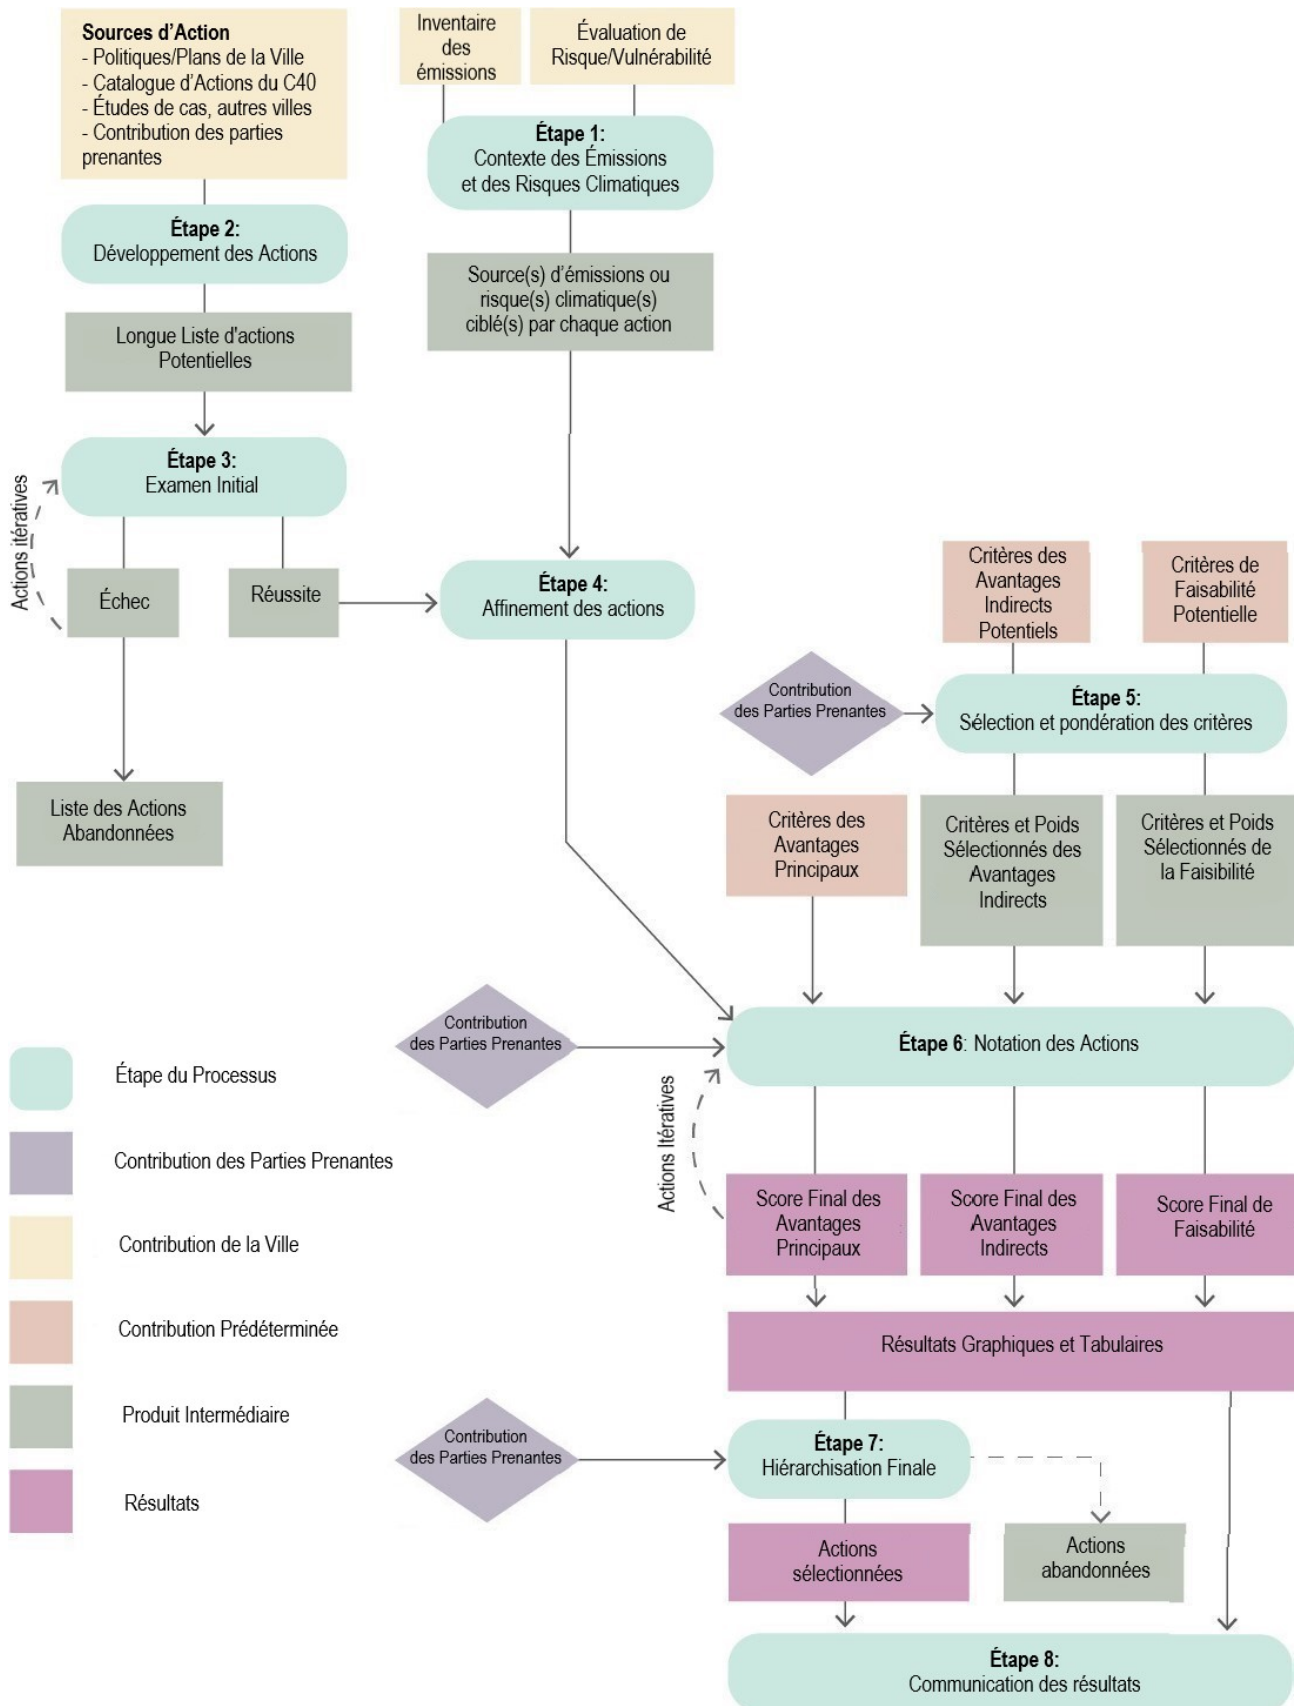 Sources d’Action
- Politiques/Plans de la Ville
- Catalogue d’Actions du C40
- Études de cas, autres villes
- Contribution des parties
prenantes
Inventaire
des
émissions
Évaluation de
Risque/Vulnérabilité
Étape 1:
Contexte des Émissions
et des Risques Climatiques
Étape 2:
Développement des Actions
Source(s) d’émissions ou
risque(s) climatique(s)
ciblé(s) par chaque action
Longue Liste d'actions
Potentielles
Étape 3:
Examen Initial
Actions itératives
Échec
Réussite
Étape 4:
Affinement des actions
Liste des Actions
Abandonnées
Critères des
Avantages
Indirects
Potentiels
Critères de
Faisabilité
Potentielle
Contribution
des Parties Prenantes
Étape 5:
Sélection et pondération des critères
Critères des
Avantages
Principaux
Critères et Poids
Sélectionnés des
Avantages
Indirects
Critères et Poids
Sélectionnés de
la Faisibilité
Contribution
des Parties Prenantes
Étape 6: Notation des Actions
Actions Itératives
Score Final des
Avantages
Principaux
Score Final des
Avantages
Indirects
Score Final de
Faisabilité
Résultats Graphiques et Tabulaires
Contribution
des Parties Prenantes
Étape 7:
Hiérarchisation Finale
Actions
sélectionnées
Actions
abandonnées
Étape 8:
Communication des résultats
Étape du Processus
Contribution des Parties Prenantes
Contribution de la Ville
Contribution Prédéterminée
Produit Intermédiaire
Résultats